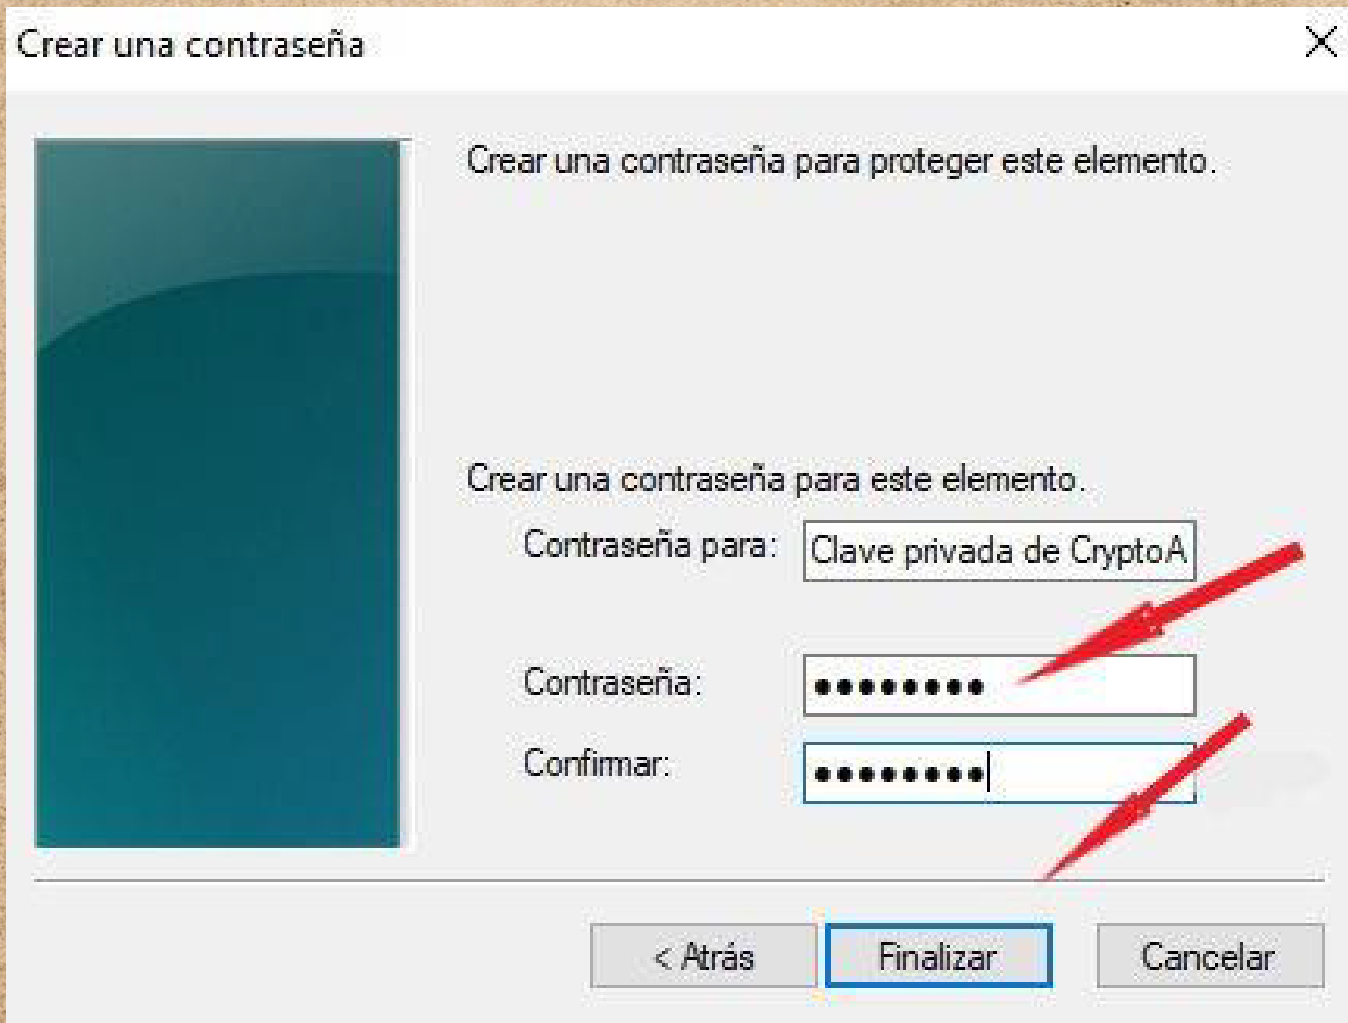 Crear una contraseña
Crear una contraseña para proteger este elemento.
Crear una contraseña para este elemento.
Contraseña para: Clave privada de CryptoA
Contraseña: ●●●●●●●●
Confirmar: ●●●●●●●●
< Atrás Finalizar Cancelar